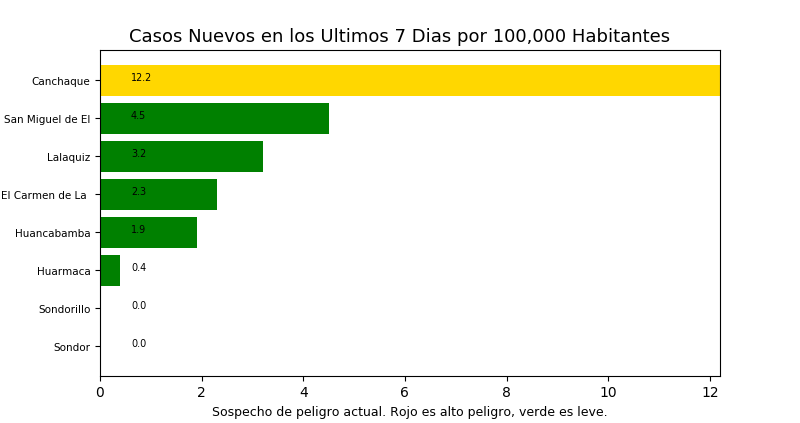 Casos Nuevos en los Ultimos 7 Dias por 100,000 Habitantes
Canchaque 12.2
San Miguel de El 4.5
Lalaquiz 3.2
El Carmen de La 2.3
Huancabamba 1.9
Huarmaca 0.4
Sondorillo 0.0
Sondor 0.0
0 2 4 6 8 10 12
Sospecho de peligro actual. Rojo es alto peligro, verde es leve.